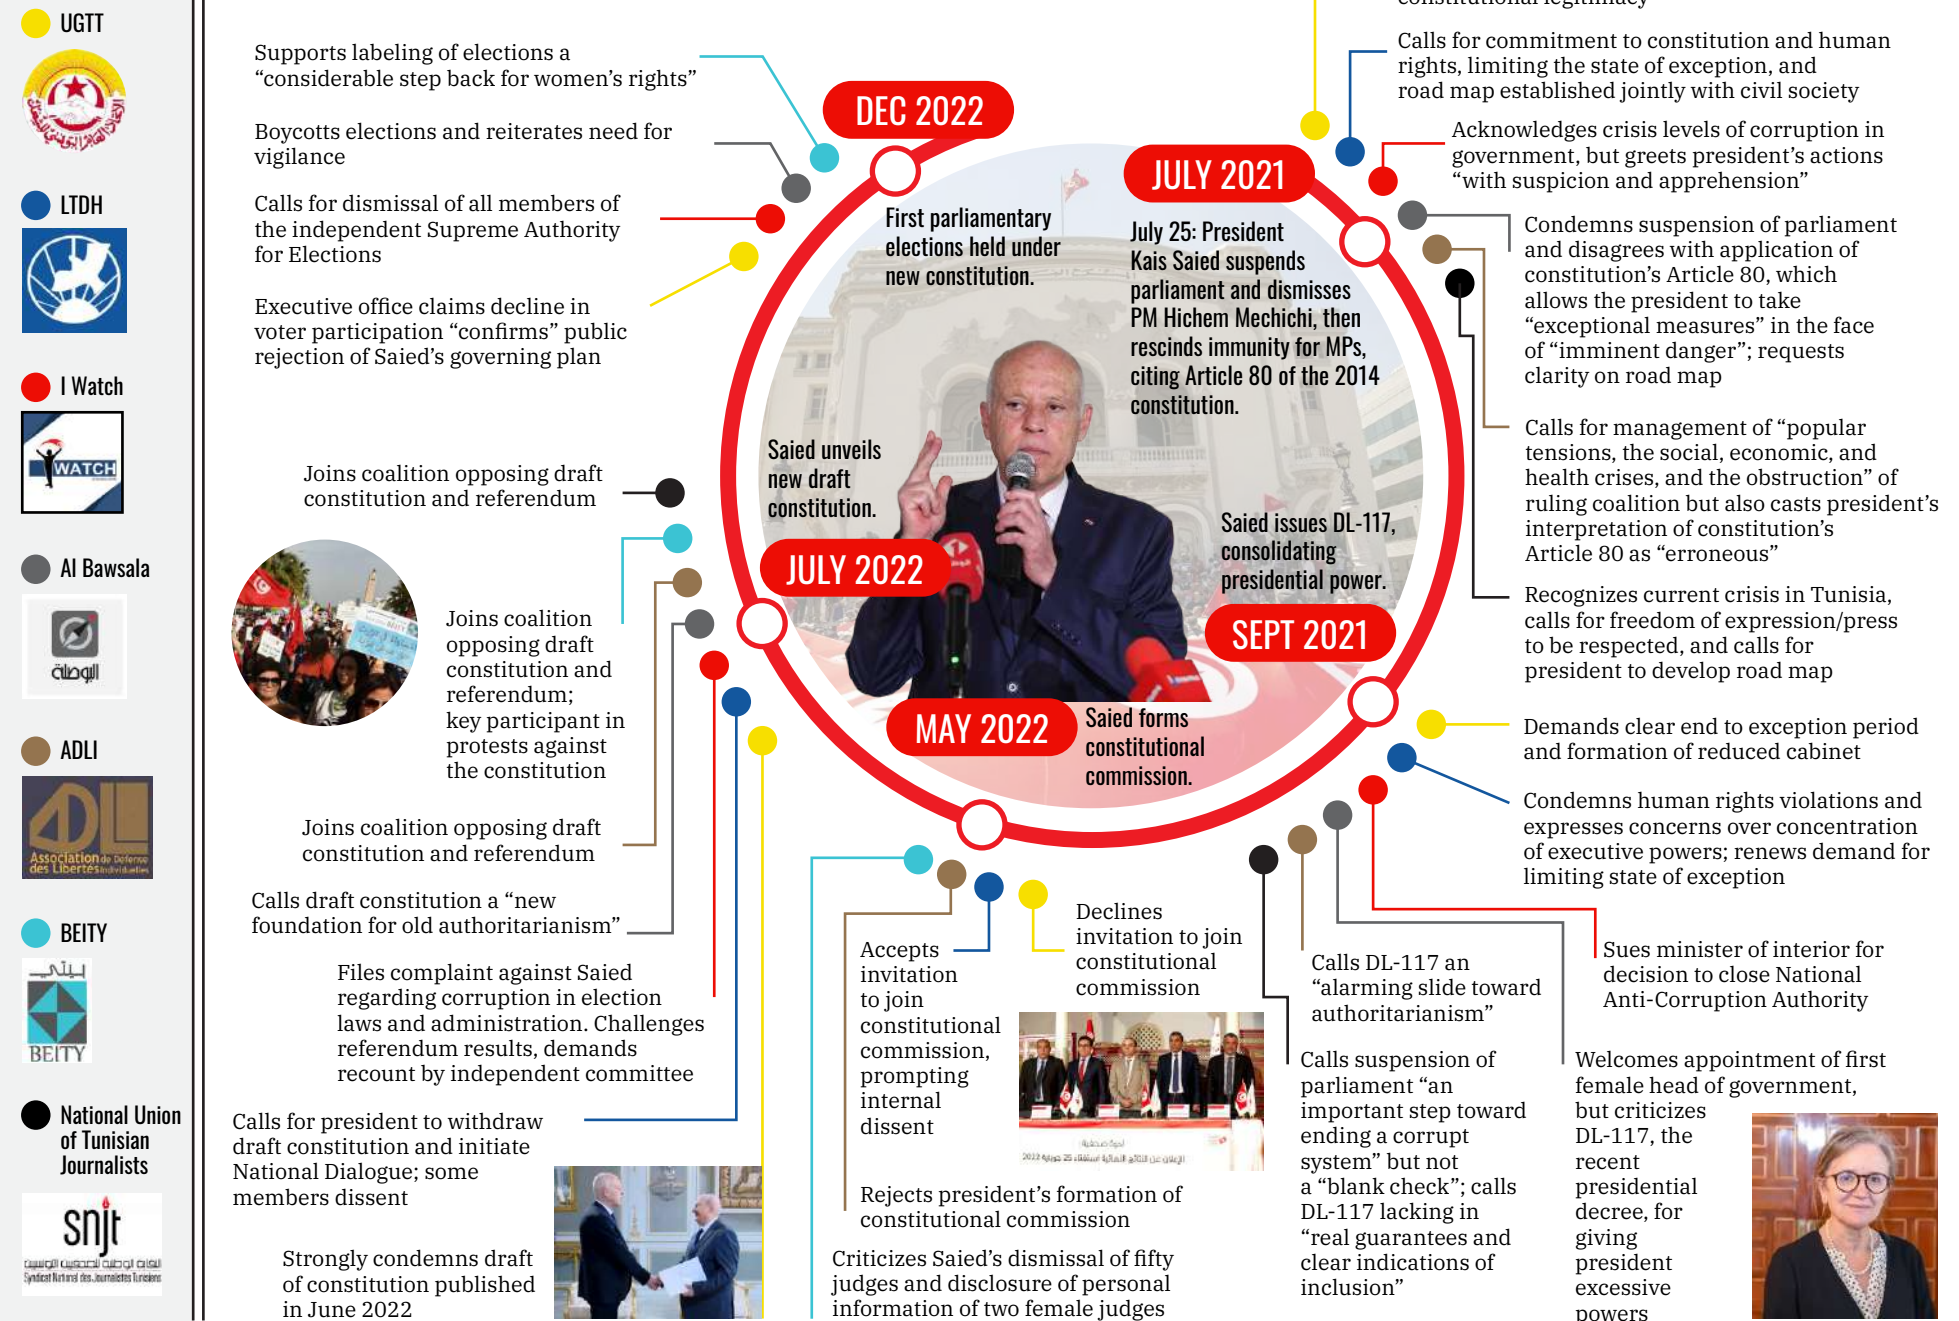 UGTT
LTDH
I Watch
WATCH
Al Bawsala
البوصلة
ADLI
ADL
Association de Défense
des Libertés Individuelles
BEITY
بيتي
BEITY
National Union
of Tunisian
Journalists
snjt
النقابة الوطنية للصحفيين التونسيين
Syndicat National des Journalistes Tunisiens
Supports labeling of elections a
“considerable step back for women’s rights”
Boycotts elections and reiterates need for
vigilance
Calls for dismissal of all members of
the independent Supreme Authority
for Elections
Executive office claims decline in
voter participation “confirms” public
rejection of Saied’s governing plan
DEC 2022
First parliamentary
elections held under
new constitution.
JULY 2021
July 25: President
Kais Saied suspends
parliament and dismisses
PM Hichem Mechichi, then
rescinds immunity for MPs,
citing Article 80 of the 2014
constitution.
constitutional legitimacy
Calls for commitment to constitution and human
rights, limiting the state of exception, and
road map established jointly with civil society
Acknowledges crisis levels of corruption in
government, but greets president’s actions
“with suspicion and apprehension”
Condemns suspension of parliament
and disagrees with application of
constitution’s Article 80, which
allows the president to take
“exceptional measures” in the face
of “imminent danger”; requests
clarity on road map
Calls for management of “popular
tensions, the social, economic, and
health crises, and the obstruction” of
ruling coalition but also casts president’s
interpretation of constitution’s
Article 80 as “erroneous”
Recognizes current crisis in Tunisia,
calls for freedom of expression/press
to be respected, and calls for
president to develop road map
Saied issues DL-117,
consolidating
presidential power.
SEPT 2021
Demands clear end to exception period
and formation of reduced cabinet
Condemns human rights violations and
expresses concerns over concentration
of executive powers; renews demand for
limiting state of exception
Sues minister of interior for
decision to close National
Anti-Corruption Authority
Welcomes appointment of first
female head of government,
but criticizes
DL-117, the
recent
presidential
decree, for
giving
president
excessive
powers
Calls DL-117 an
“alarming slide toward
authoritarianism”
Calls suspension of
parliament “an
important step toward
ending a corrupt
system” but not
a “blank check”; calls
DL-117 lacking in
“real guarantees and
clear indications of
inclusion”
MAY 2022
Saied forms
constitutional
commission.
Declines
invitation to join
constitutional
commission
Accepts
invitation
to join
constitutional
commission,
prompting
internal
dissent
ندوة صحفية:
الإعلان عن النتائج النهائية لاستفتاء 25 جويلية 2022
Rejects president’s formation of
constitutional commission
Criticizes Saied’s dismissal of fifty
judges and disclosure of personal
information of two female judges
Saied unveils
new draft
constitution.
JULY 2022
Joins coalition opposing draft
constitution and referendum
Joins coalition
opposing draft
constitution and
referendum;
key participant in
protests against
the constitution
Joins coalition opposing draft
constitution and referendum
Calls draft constitution a “new
foundation for old authoritarianism”
Files complaint against Saied
regarding corruption in election
laws and administration. Challenges
referendum results, demands
recount by independent committee
Calls for president to withdraw
draft constitution and initiate
National Dialogue; some
members dissent
Strongly condemns draft
of constitution published
in June 2022